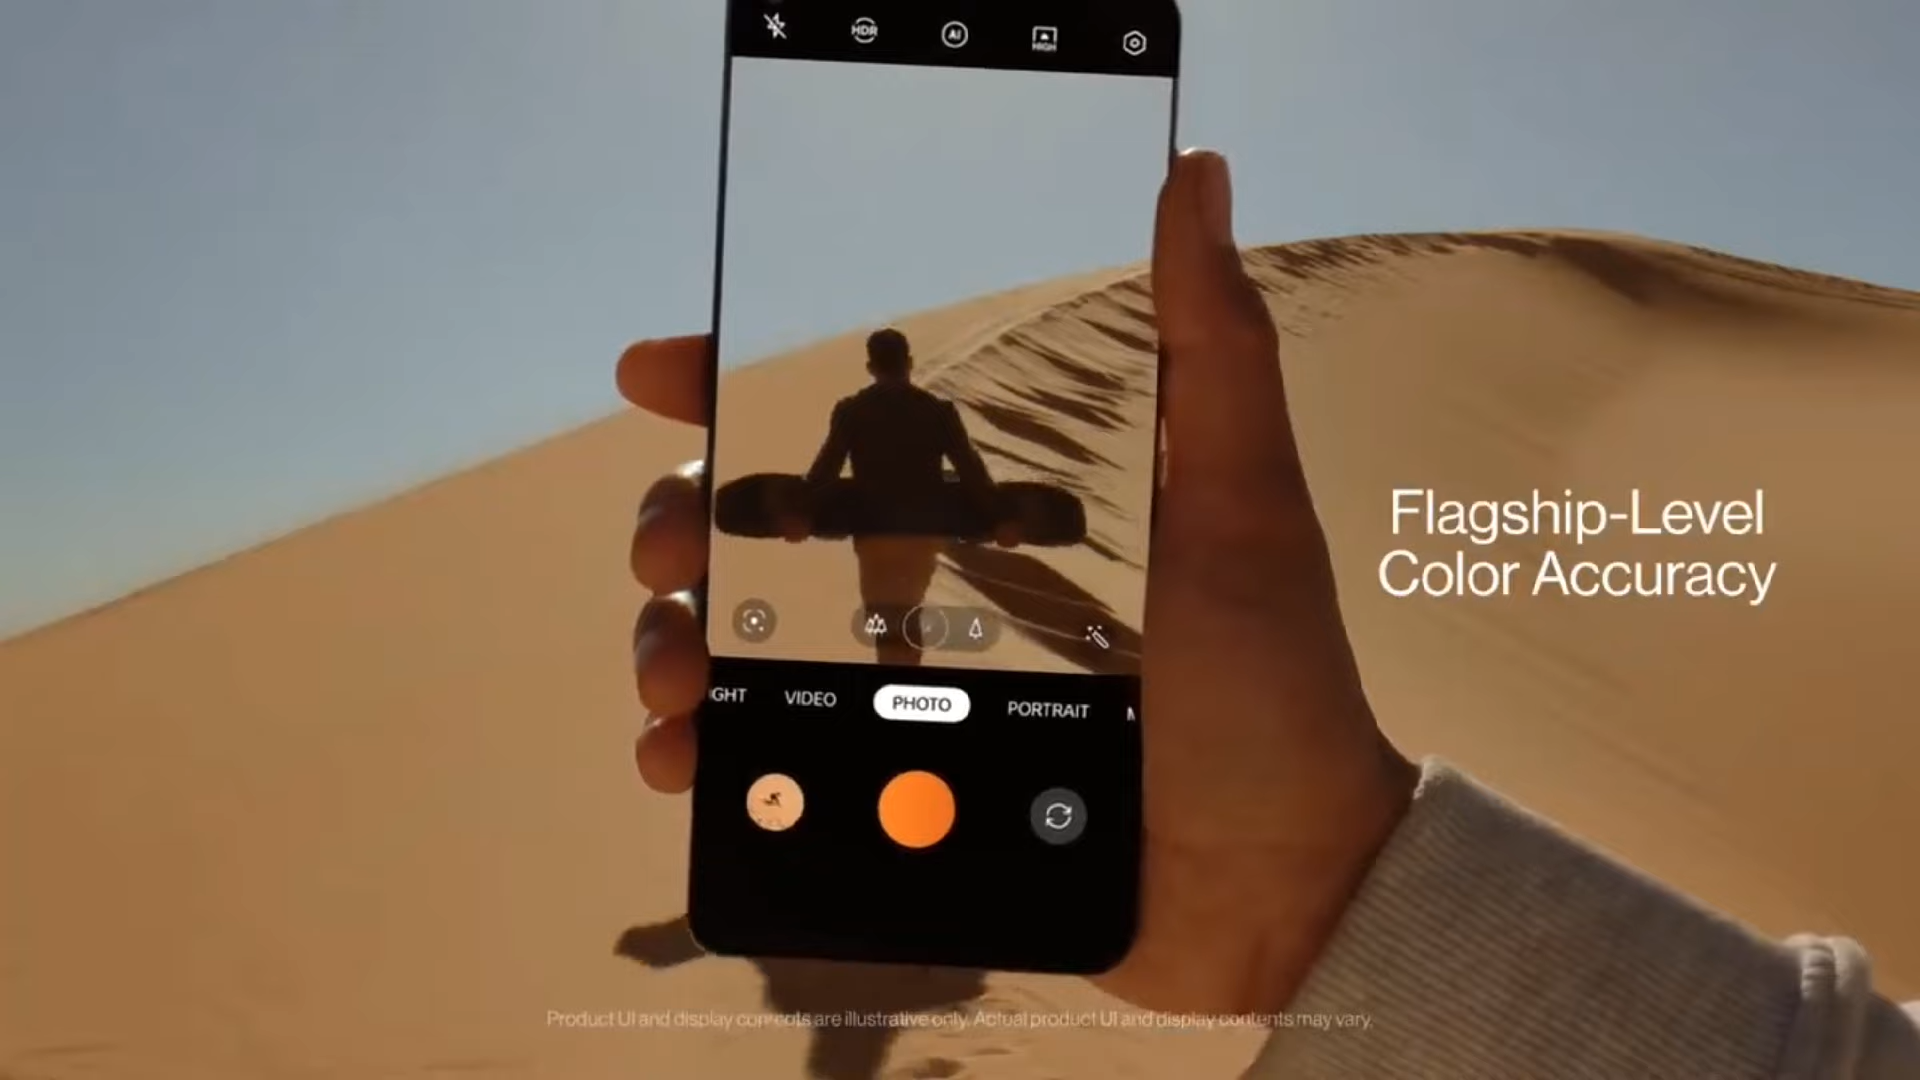 HDR
AI
HIGH
Flagship-Level
Color Accuracy
IGHT VIDEO PHOTO PORTRAIT M
Product UI and display contents are illustrative only. Actual product UI and display contents may vary.